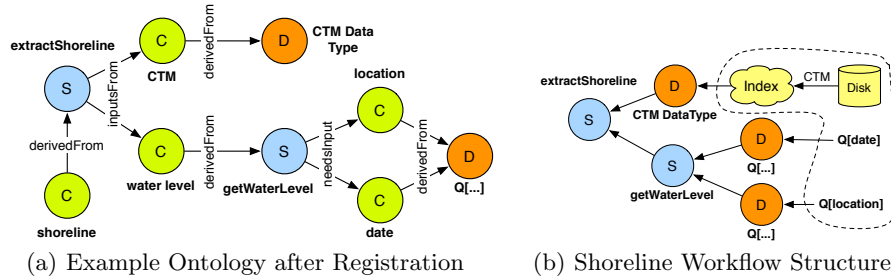 extractShoreline
S
inputsFrom
C
CTM
derivedFrom
D
CTM Data
Type
derivedFrom
C
shoreline
C
water level
derivedFrom
S
getWaterLevel
needsInput
location
C
C
date
derivedFrom
D
Q[...]
(a) Example Ontology after Registration
extractShoreline
S
D
CTM DataType
Index
CTM
Disk
S
getWaterLevel
D
Q[...]
Q[date]
D
Q[...]
Q[location]
(b) Shoreline Workflow Structure